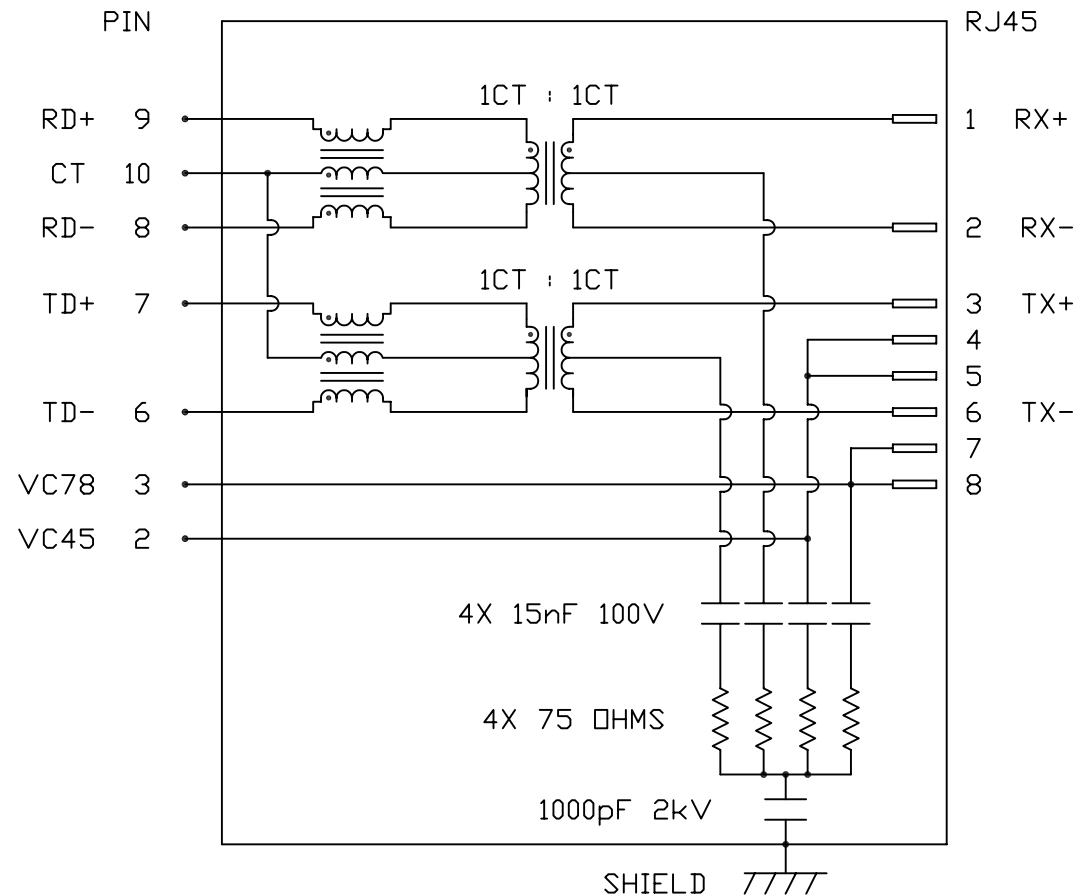 PIN RJ45
1CT : 1CT
RD+ 9 1 RX+
CT 10
RD- 8 2 RX-
1CT : 1CT
TD+ 7 3 TX+
4
5
TD- 6 6 TX-
7
VC78 3 8
VC45 2
4X 15nF 100V
4X 75 OHMS
1000pF 2kV
SHIELD